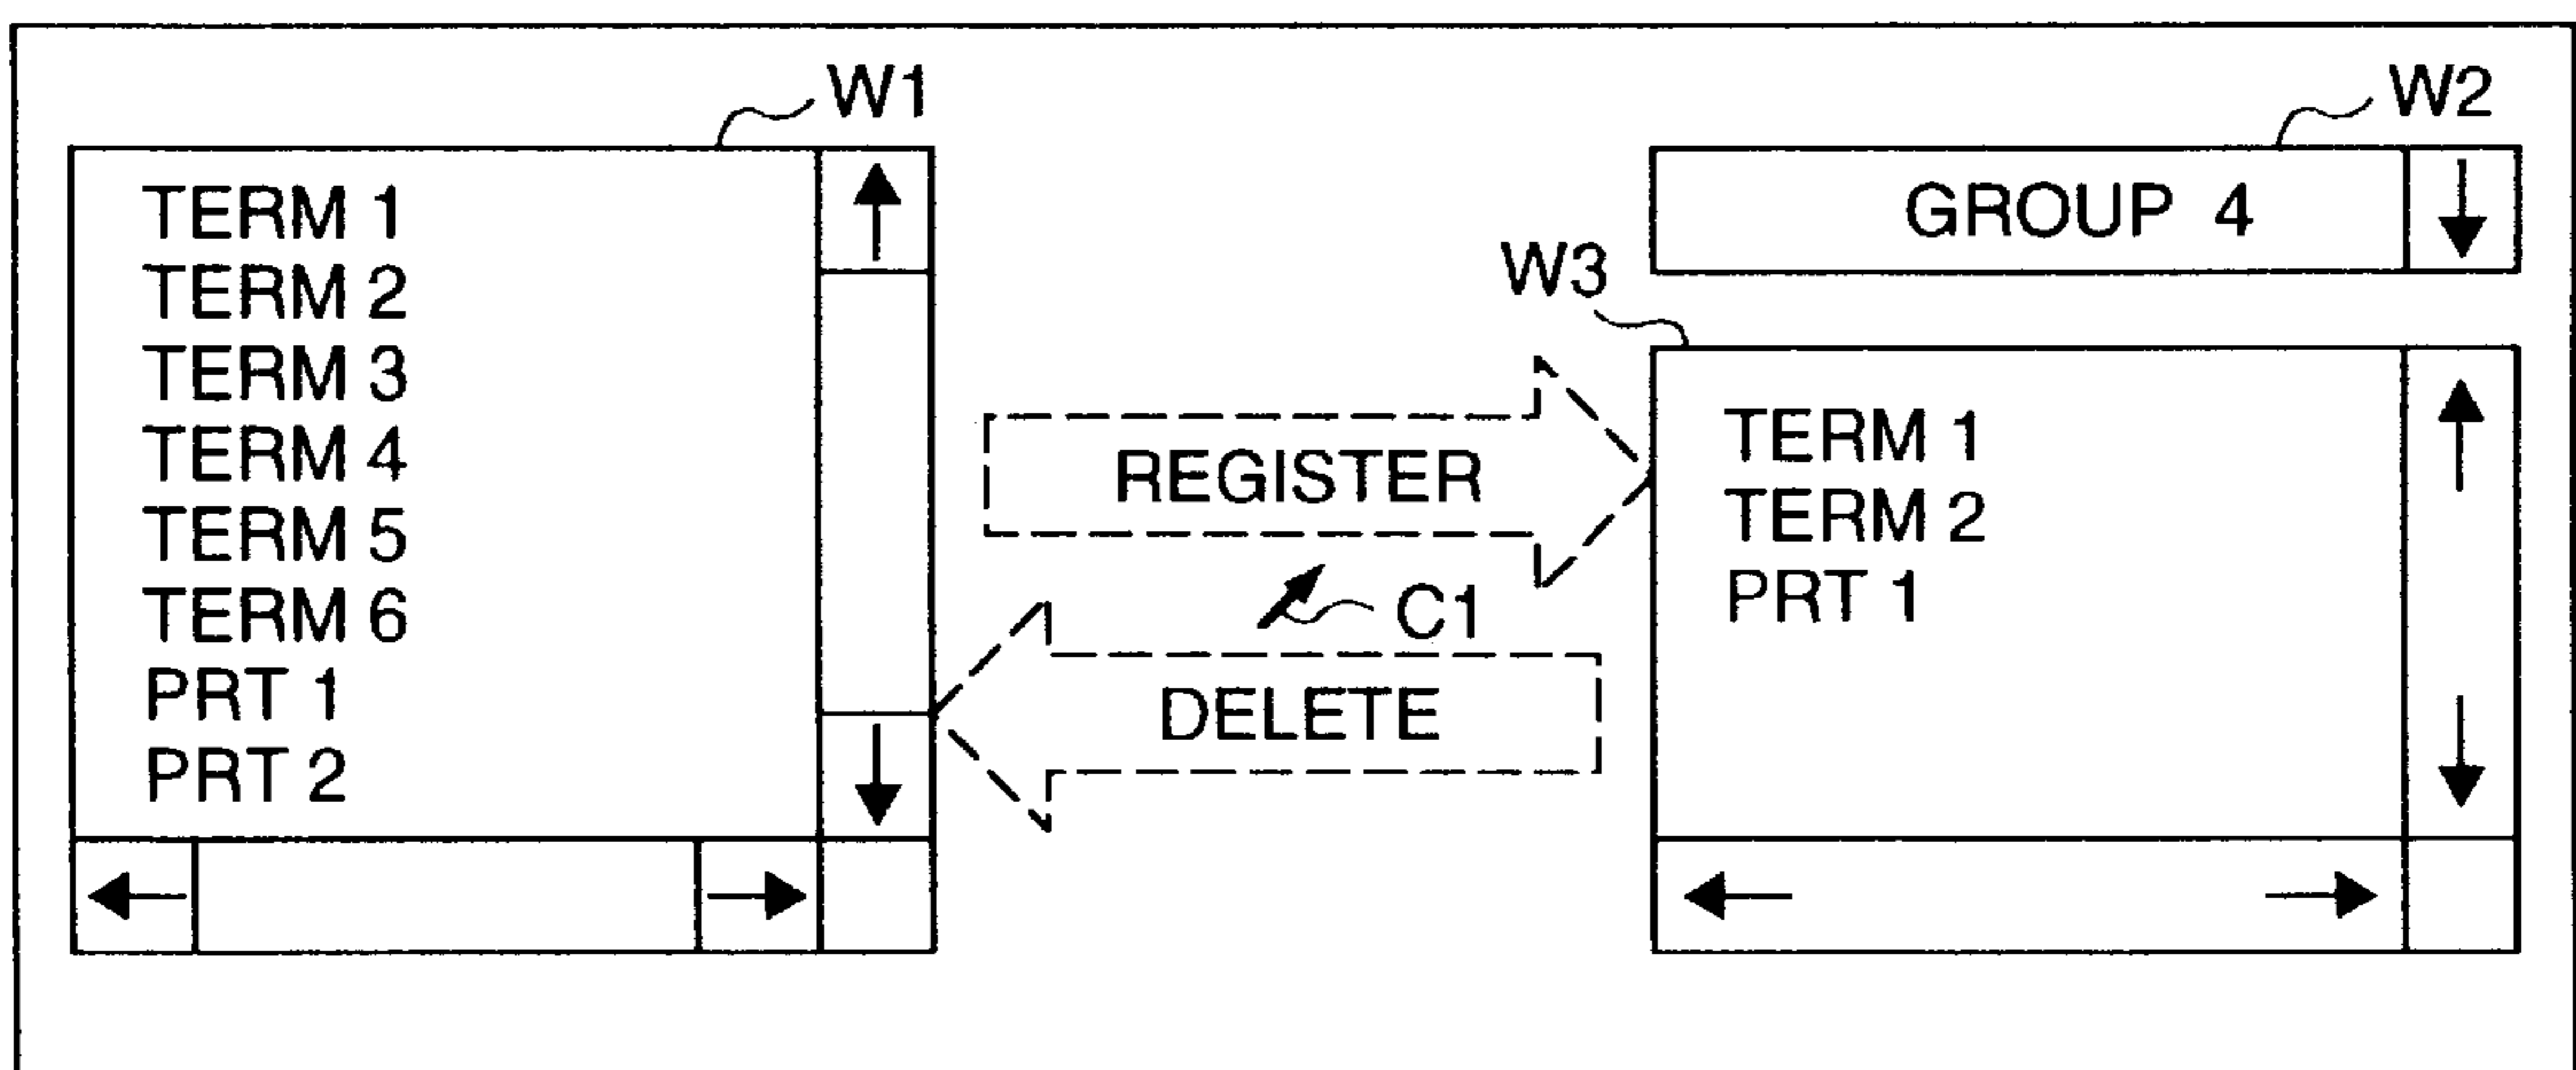 W1
TERM 1
TERM 2
TERM 3
TERM 4
TERM 5
TERM 6
PRT 1
PRT 2
REGISTER
C1
DELETE
W2
GROUP 4
W3
TERM 1
TERM 2
PRT 1